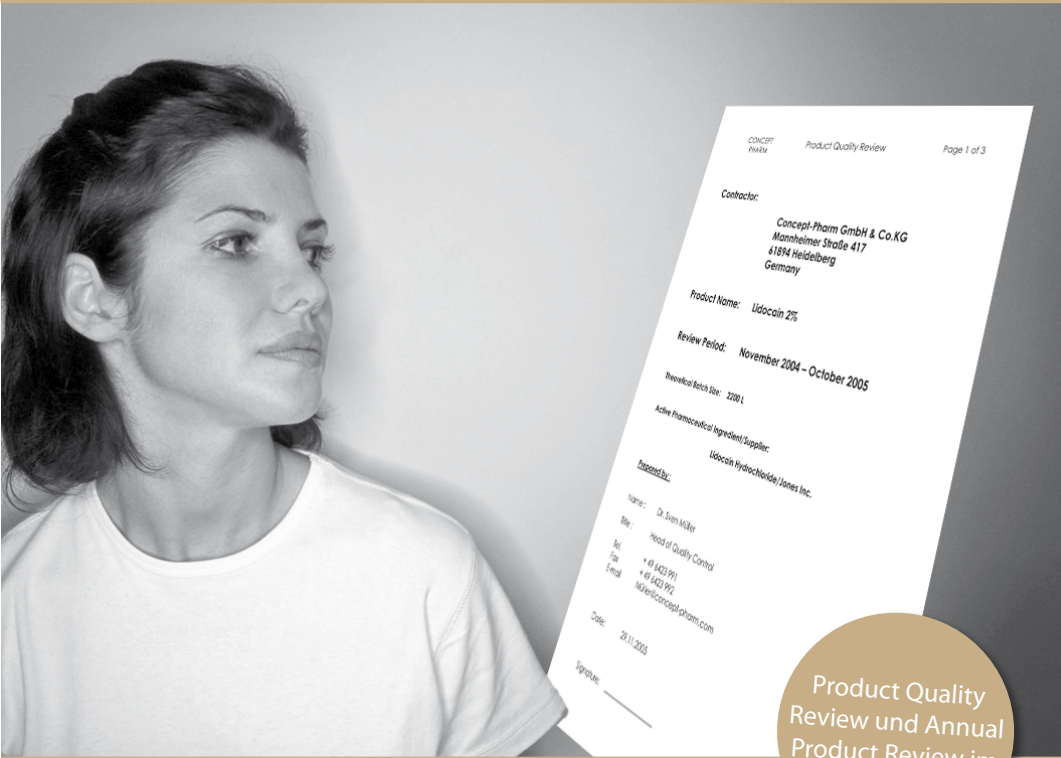 CONCEPT
PHARM
Product Quality Review
Page 1 of 3
Contractor:
Concept-Pharm GmbH & Co.KG
Mannheimer Straße 417
61894 Heidelberg
Germany
Product Name: Lidocain 2%
Review Period: November 2004 – October 2005
Theoretical Batch Size: 2200 L
Active Pharmaceutical Ingredient/Supplier:
Lidocain Hydrochloride/Jones Inc.
Prepared by:
Name: Dr. Sven Müller
Title: Head of Quality Control
Tel. + 49 6423 991
Fax + 49 6423 992
E-mail Müller@concept-pharm.com
Date: 29.11.2005
Signature:
Product Quality
Review und Annual
Product Review im